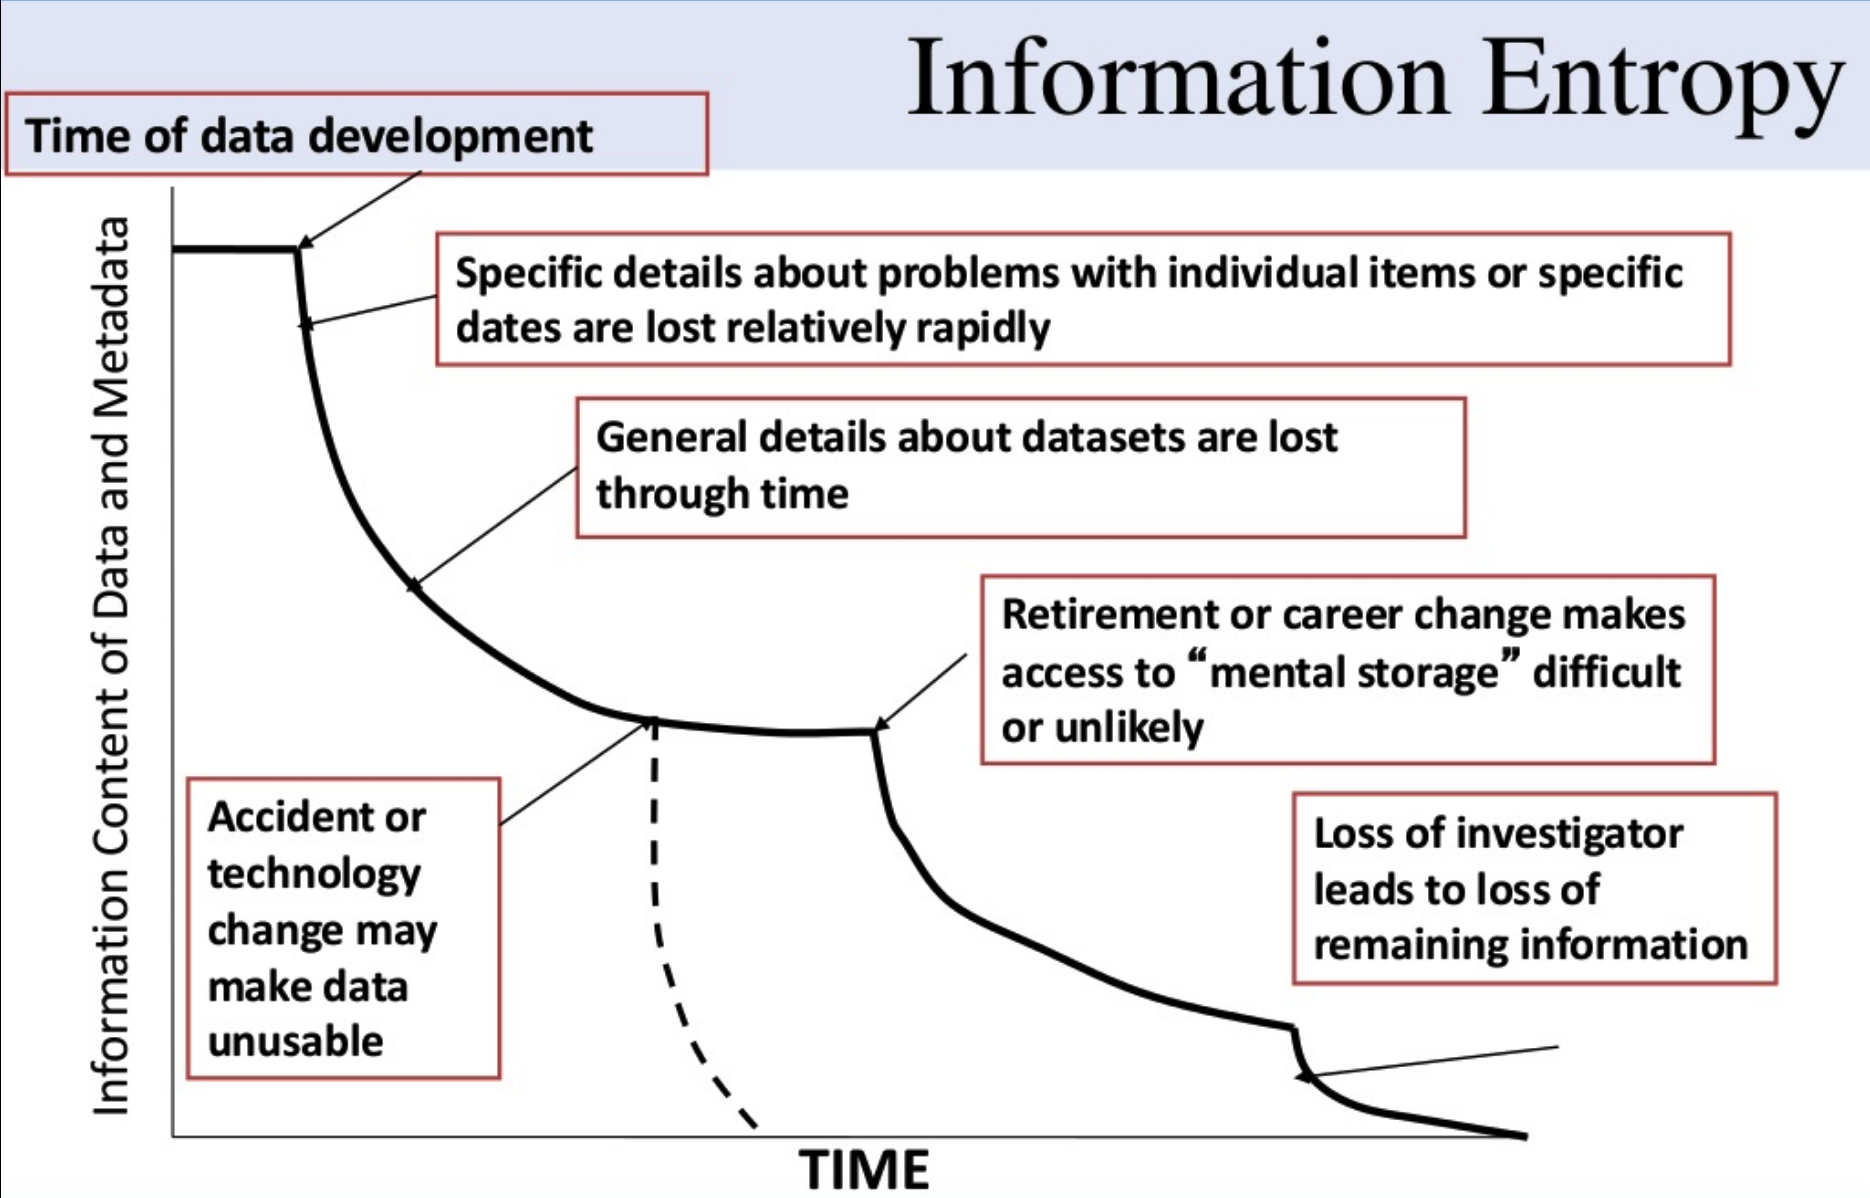 Information Entropy
Time of data development
Specific details about problems with individual items or specific
dates are lost relatively rapidly
General details about datasets are lost
through time
Retirement or career change makes
access to “mental storage” difficult
or unlikely
Accident or
technology
change may
make data
unusable
Loss of investigator
leads to loss of
remaining information
Information Content of Data and Metadata
TIME